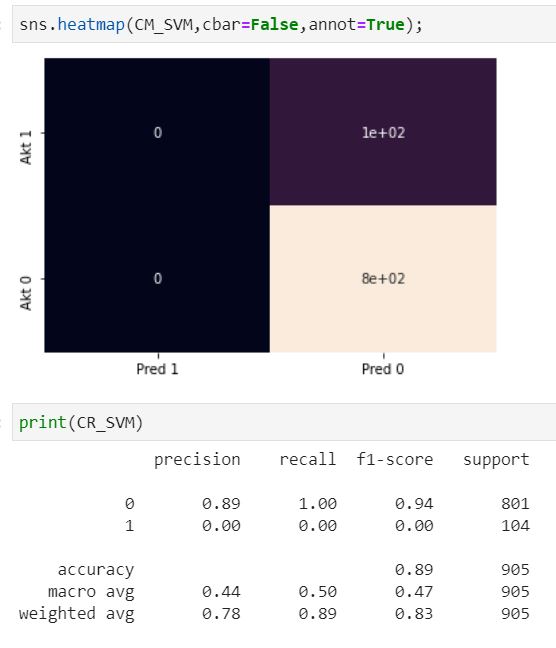 sns.heatmap(CM_SVM,cbar=False,annot=True);
Akt 1
0
1e+02
Akt 0
0
8e+02
Pred 1
Pred 0
print(CR_SVM)
precision recall f1-score support
0 0.89 1.00 0.94 801
1 0.00 0.00 0.00 104
accuracy 0.89 905
macro avg 0.44 0.50 0.47 905
weighted avg 0.78 0.89 0.83 905